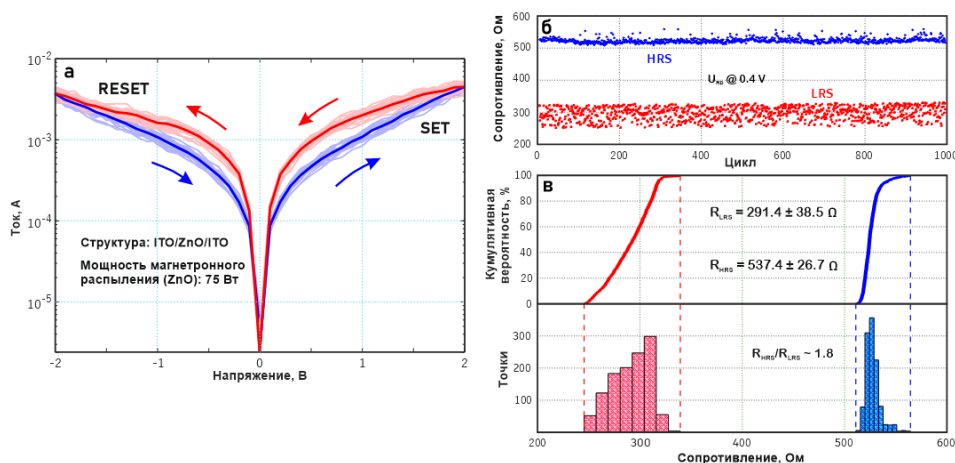 а
RESET
SET
Структура: ITO/ZnO/ITO
Мощность магнетронного
распыления (ZnO): 75 Вт
Ток, А
10⁻²
10⁻³
10⁻⁴
10⁻⁵
-2
-1
0
1
2
Напряжение, В
б
Сопротивление, Ом
600
500
400
300
200
HRS
U_RD @ 0.4 V
LRS
0
200
400
600
800
1000
Цикл
в
Кумулятивная
вероятность, %
100
80
60
40
20
0
R_LRS = 291.4 ± 38.5 Ω
R_HRS = 537.4 ± 26.7 Ω
Точки
300
200
100
R_HRS/R_LRS ~ 1.8
200
300
400
500
600
Сопротивление, Ом